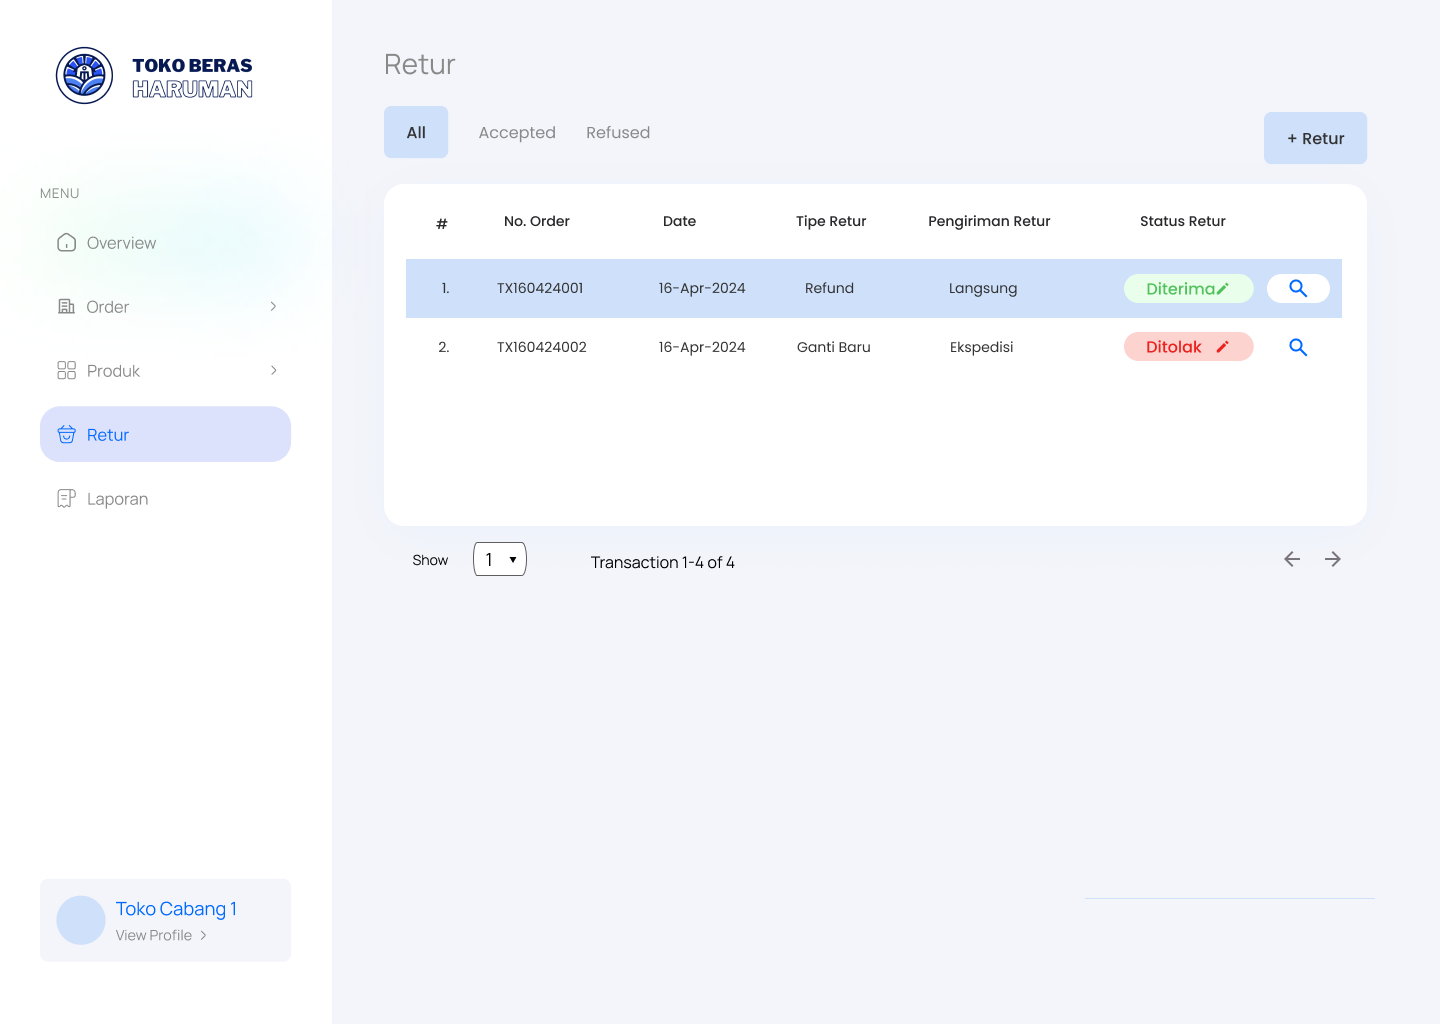 TOKO BERAS
HARUMAN
MENU
Overview
Order
Produk
Retur
Laporan
Toko Cabang 1
View Profile
Retur
All Accepted Refused
+ Retur
# No. Order Date Tipe Retur Pengiriman Retur Status Retur
1. TX160424001 16-Apr-2024 Refund Langsung Diterima
2. TX160424002 16-Apr-2024 Ganti Baru Ekspedisi Ditolak
Show 1 Transaction 1-4 of 4